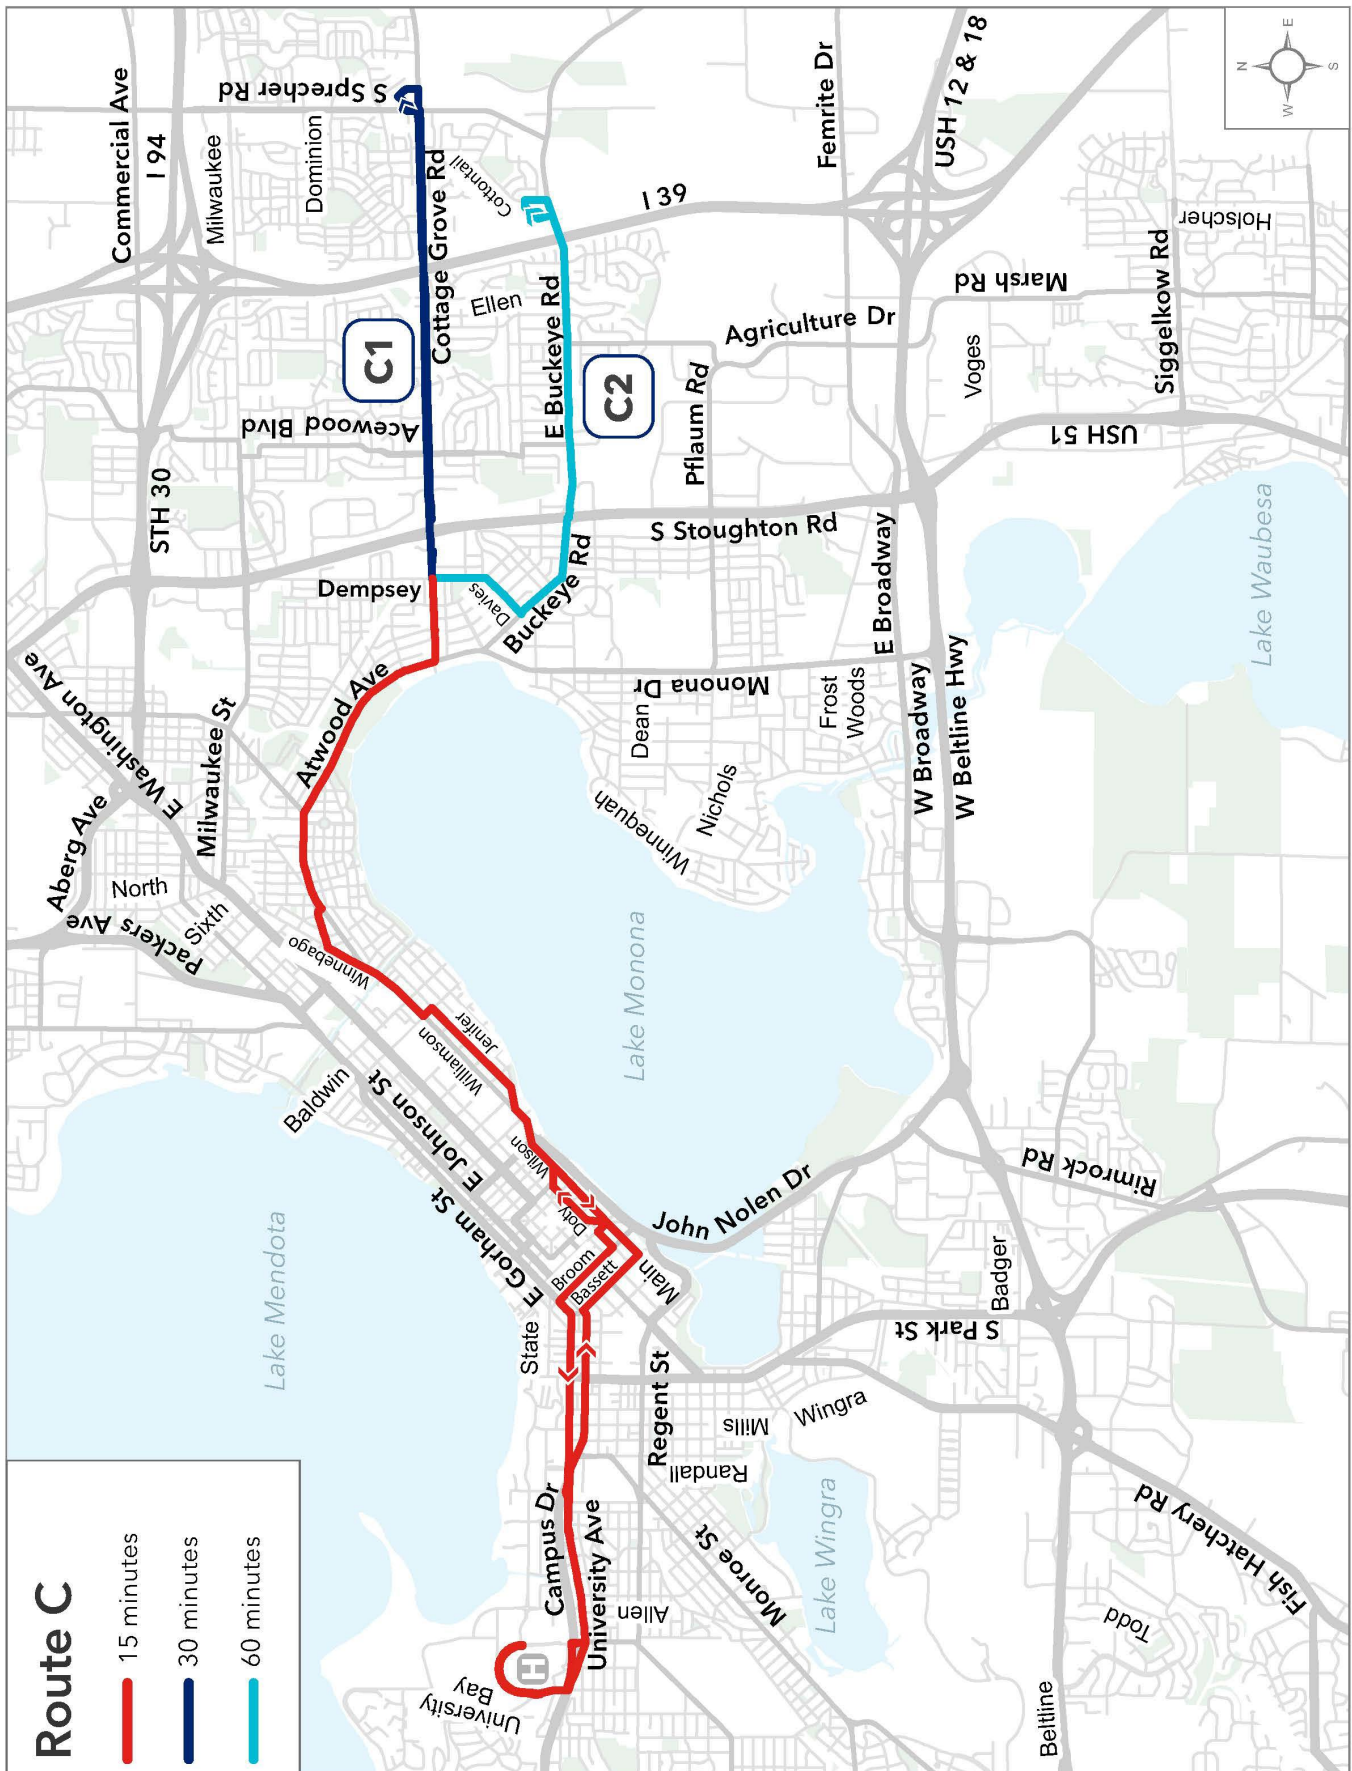 Route C
15 minutes
30 minutes
60 minutes
Commercial Ave
I 94
Milwaukee
Dominion
S Sprecher Rd
Cottage Grove Rd
Cottontail
I 39
Femrite Dr
USH 12 & 18
N
E
S
W
C1
Ellen
E Buckeye Rd
C2
Acewood Blvd
STH 30
Pflaum Rd
Agriculture Dr
Marsh Rd
Voges
Siggelkow Rd
Holscher
USH 51
S Stoughton Rd
Dempsey
Davies
Buckeye Rd
E Broadway
W Broadway
W Beltline Hwy
Lake Waubesa
Monona Dr
Dean
Frost
Woods
Nichols
Winnequah
E Washington Ave
Milwaukee St
Atwood Ave
Aberg Ave
North
Packers Ave
Sixth
Winnebago
Williamson
Jenifer
Lake Monona
Baldwin
E Johnson St
E Gorham St
Wilson
Doty
Broom
Bassett
Main
John Nolen Dr
Rimrock Rd
Lake Mendota
State
Regent St
Badger
S Park St
Mills
Wingra
Randall
Campus Dr
University Ave
Allen
Monroe St
Lake Wingra
Fish Hatchery Rd
Todd
Beltline
University
Bay
H